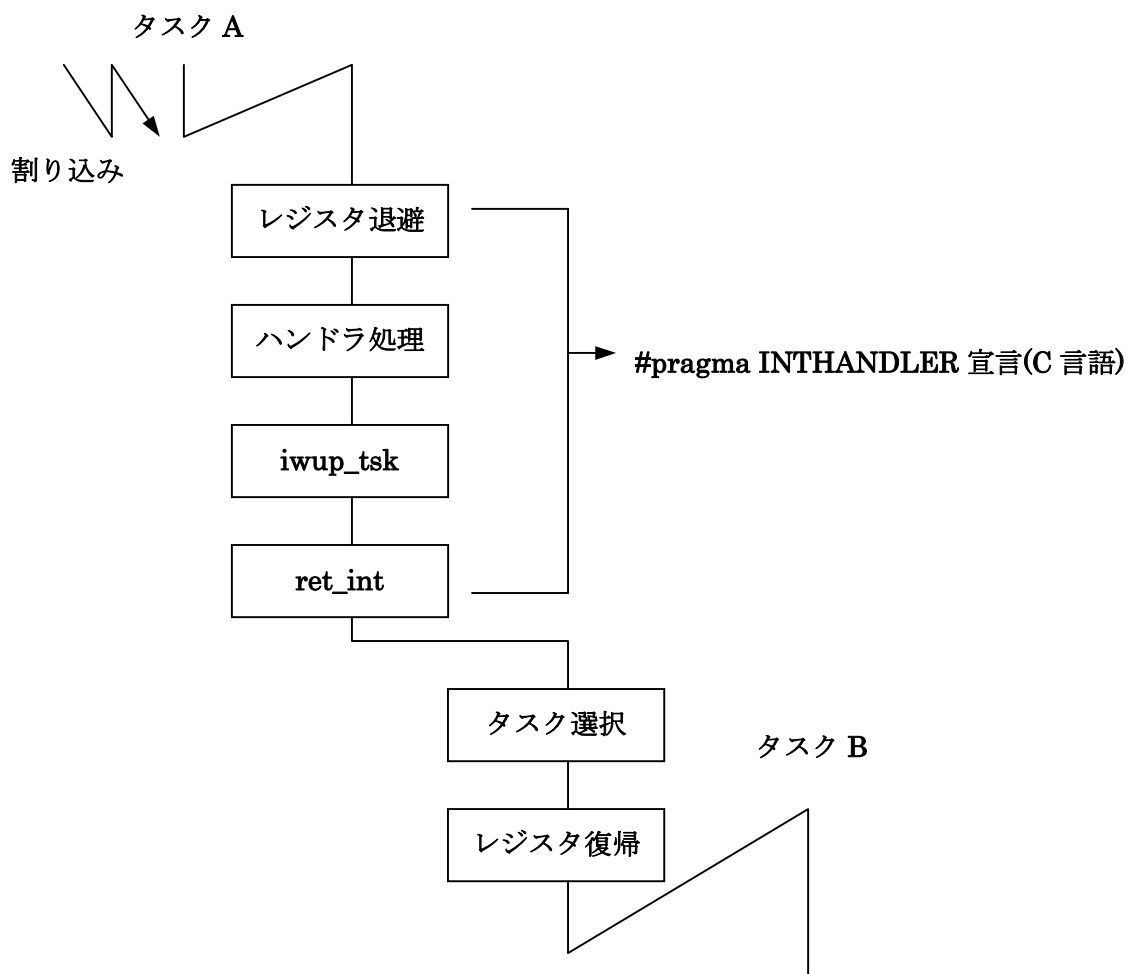 タスク A
割り込み
レジスタ退避
ハンドラ処理
#pragma INTHANDLER 宣言(C 言語)
iwup_tsk
ret_int
タスク選択
タスク B
レジスタ復帰